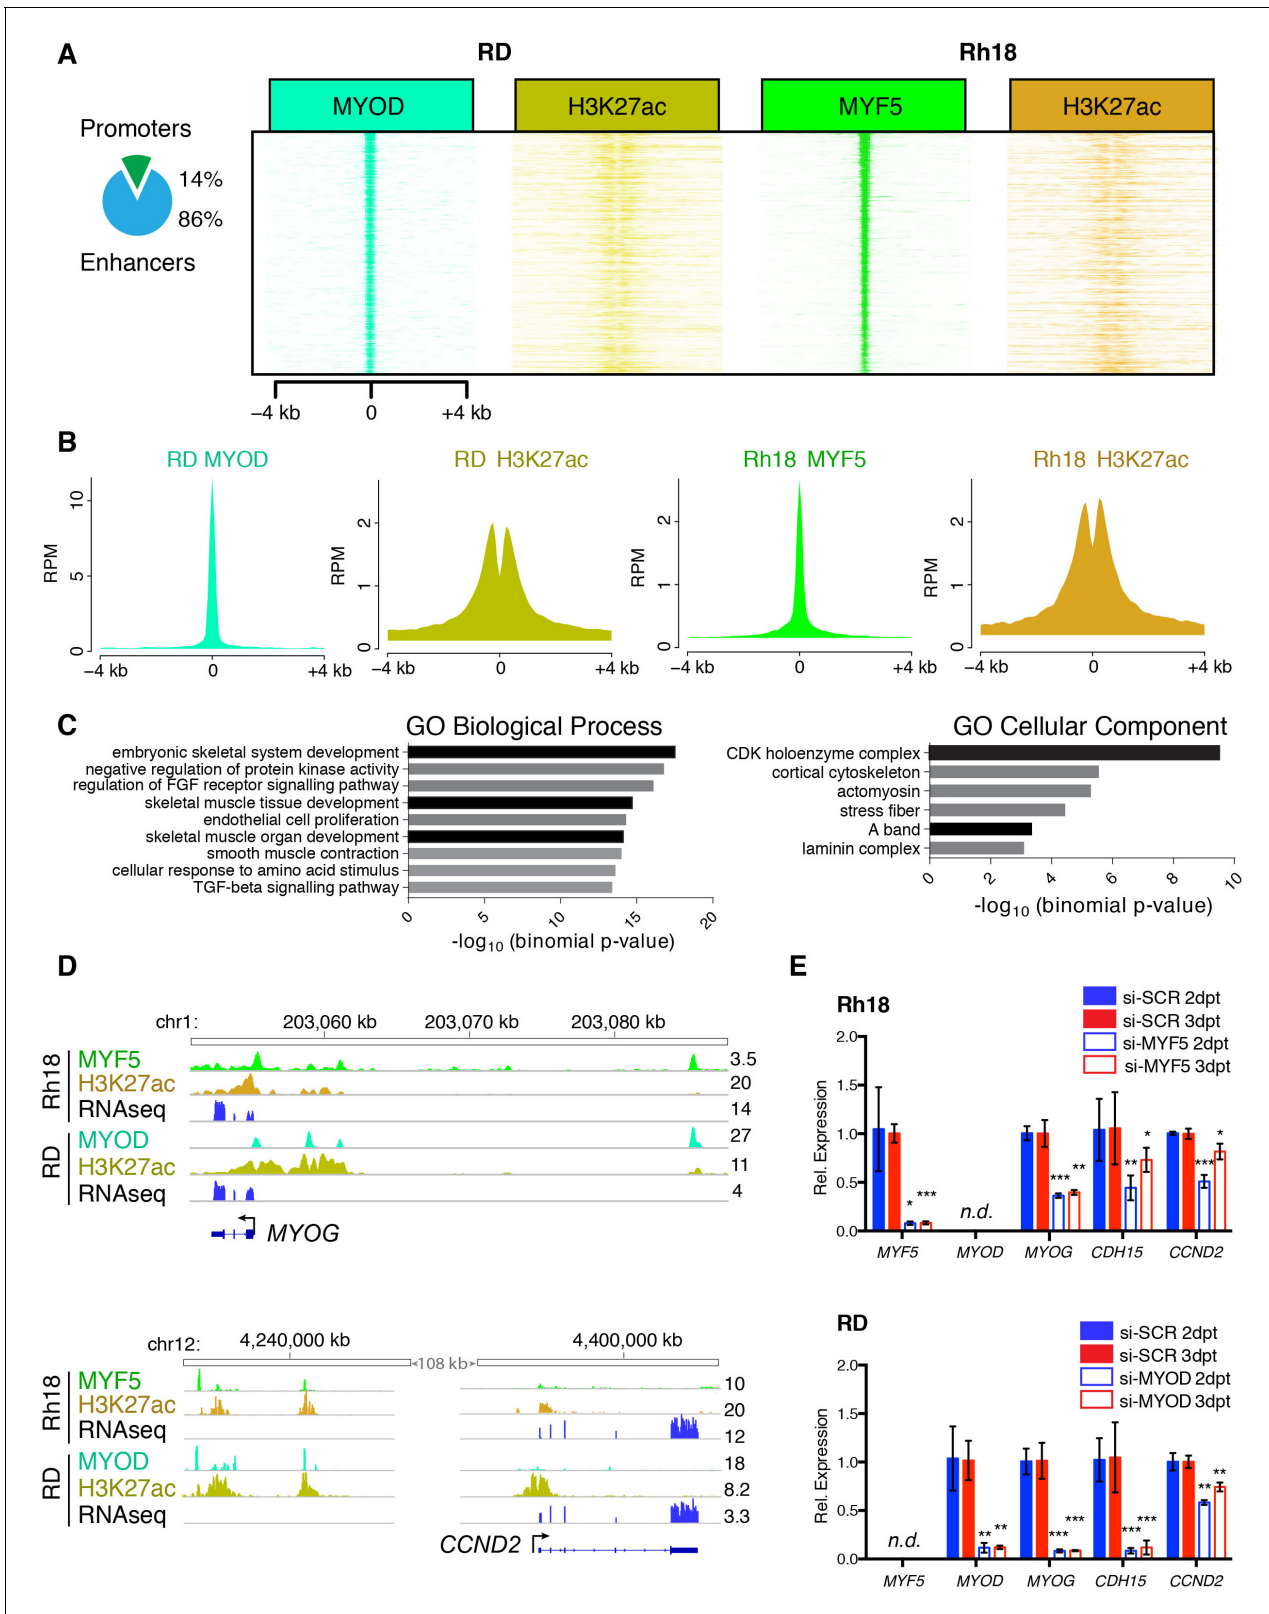 A
RD
Rh18
MYOD
H3K27ac
MYF5
H3K27ac
Promoters
14%
86%
Enhancers
−4 kb 0 +4 kb
B
RD MYOD
RPM
0 5 10
−4 kb 0 +4 kb
RD H3K27ac
RPM
0 1 2
−4 kb 0 +4 kb
Rh18 MYF5
RPM
0 1 2
−4 kb 0 +4 kb
Rh18 H3K27ac
RPM
0 1 2
−4 kb 0 +4 kb
C
GO Biological Process
embryonic skeletal system development
negative regulation of protein kinase activity
regulation of FGF receptor signalling pathway
skeletal muscle tissue development
endothelial cell proliferation
skeletal muscle organ development
smooth muscle contraction
cellular response to amino acid stimulus
TGF-beta signalling pathway
0 5 10 15 20
-log10 (binomial p-value)
GO Cellular Component
CDK holoenzyme complex
cortical cytoskeleton
actomyosin
stress fiber
A band
laminin complex
0 2 4 6 8 10
-log10 (binomial p-value)
D
chr1: 203,060 kb 203,070 kb 203,080 kb
Rh18
MYF5 3.5
H3K27ac 20
RNAseq 14
RD
MYOD 27
H3K27ac 11
RNAseq 4
MYOG
chr12: 4,240,000 kb 4,400,000 kb
108 kb
Rh18
MYF5 10
H3K27ac 20
RNAseq 12
RD
MYOD 18
H3K27ac 8.2
RNAseq 3.3
CCND2
E
Rh18
si-SCR 2dpt
si-SCR 3dpt
si-MYF5 2dpt
si-MYF5 3dpt
Rel. Expression
2.0
1.5
1.0
0.5
0.0
* ***
n.d.
*** **
** *
*** *
MYF5 MYOD MYOG CDH15 CCND2
RD
si-SCR 2dpt
si-SCR 3dpt
si-MYOD 2dpt
si-MYOD 3dpt
Rel. Expression
2.0
1.5
1.0
0.5
0.0
n.d.
** **
*** ***
*** ***
** **
MYF5 MYOD MYOG CDH15 CCND2